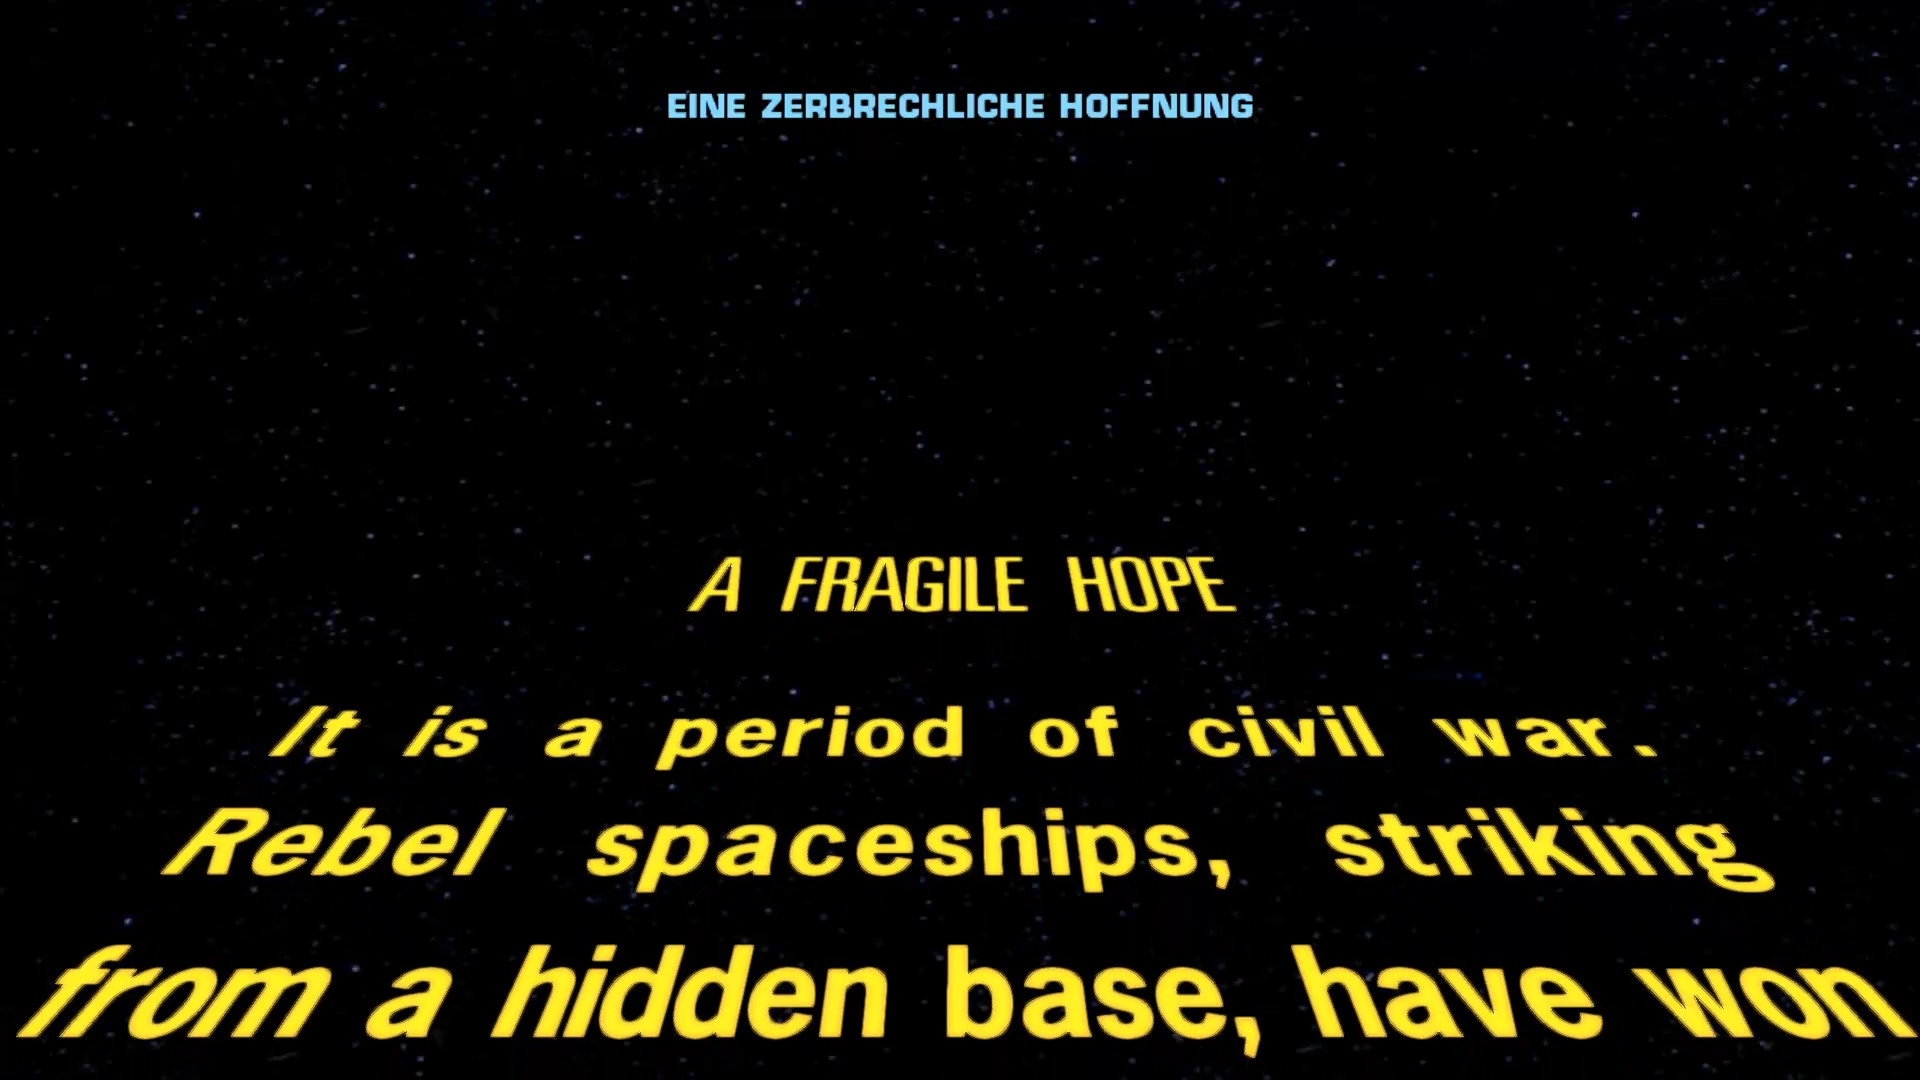 EINE ZERBRECHLICHE HOFFNUNG
A FRAGILE HOPE
It is a period of civil war.
Rebel spaceships, striking
from a hidden base, have won